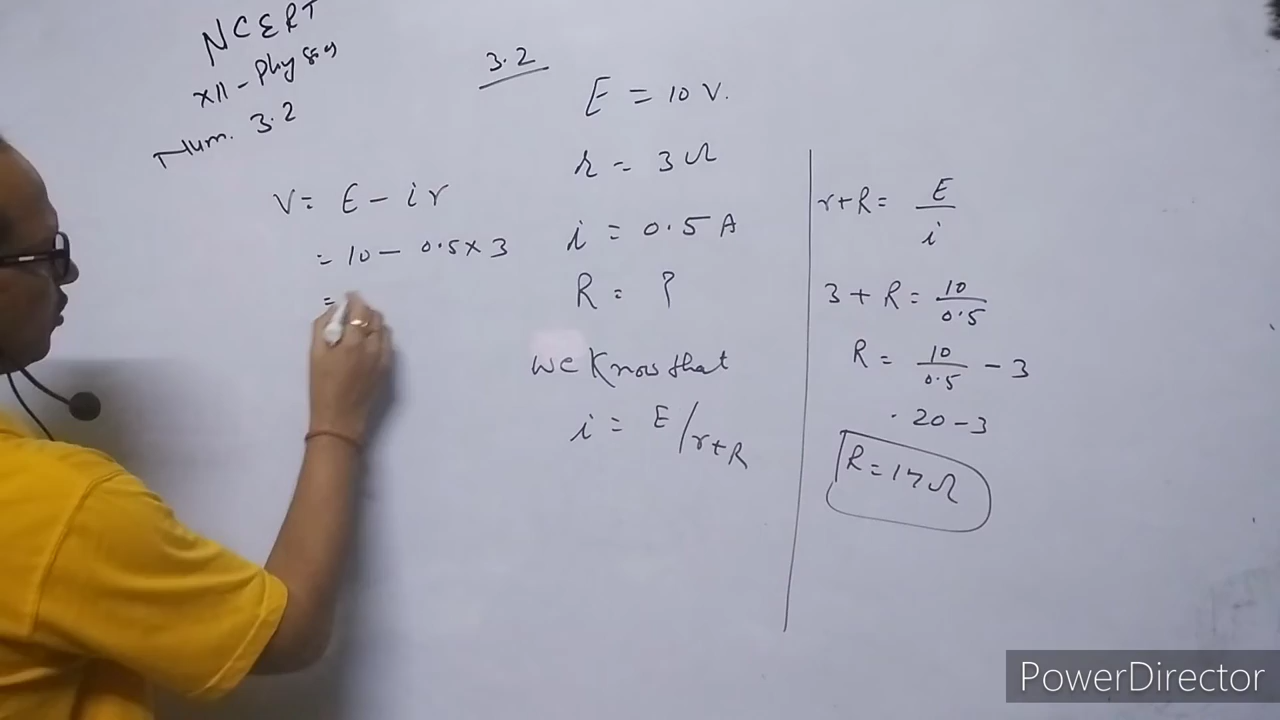 NCERT
XII - Physics
Num. 3.2
3.2
E = 10 V.
r = 3 Ω
i = 0.5 A
R = ?
We Know that
i = E/r+R
V = E - i r
= 10 - 0.5 × 3
=
r+R = E/i
3 + R = 10/0.5
R = 10/0.5 - 3
20 - 3
R = 17 Ω
PowerDirector